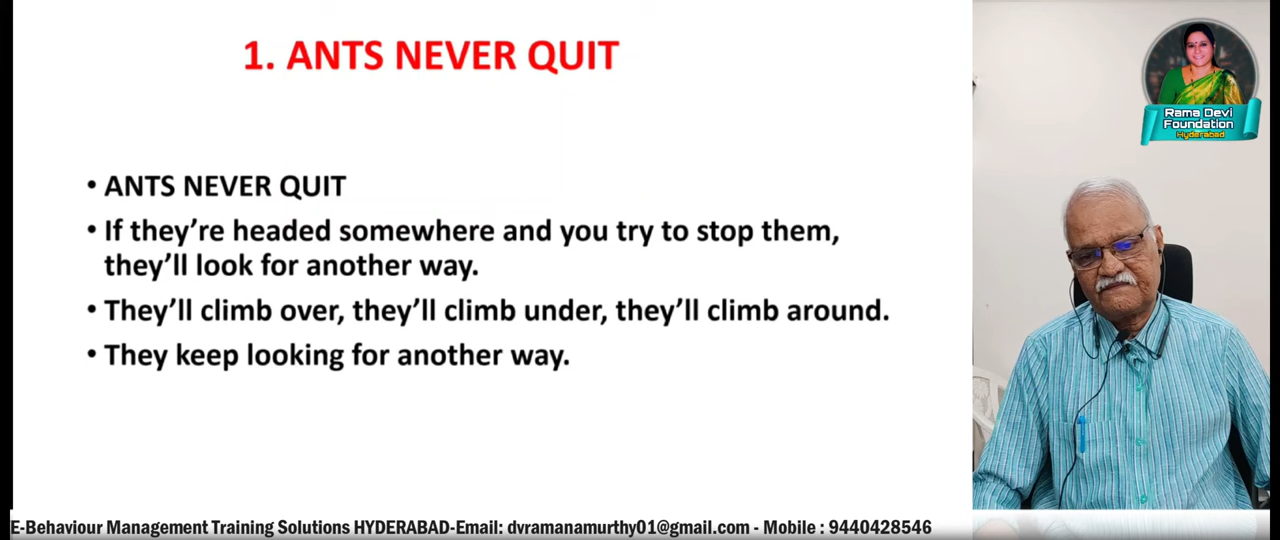 1. ANTS NEVER QUIT
• ANTS NEVER QUIT
• If they're headed somewhere and you try to stop them,
they'll look for another way.
• They'll climb over, they'll climb under, they'll climb around.
• They keep looking for another way.
Rama Devi
Foundation
Hyderabad
E-Behaviour Management Training Solutions HYDERABAD-Email: dvramanamurthy01@gmail.com - Mobile : 9440428546